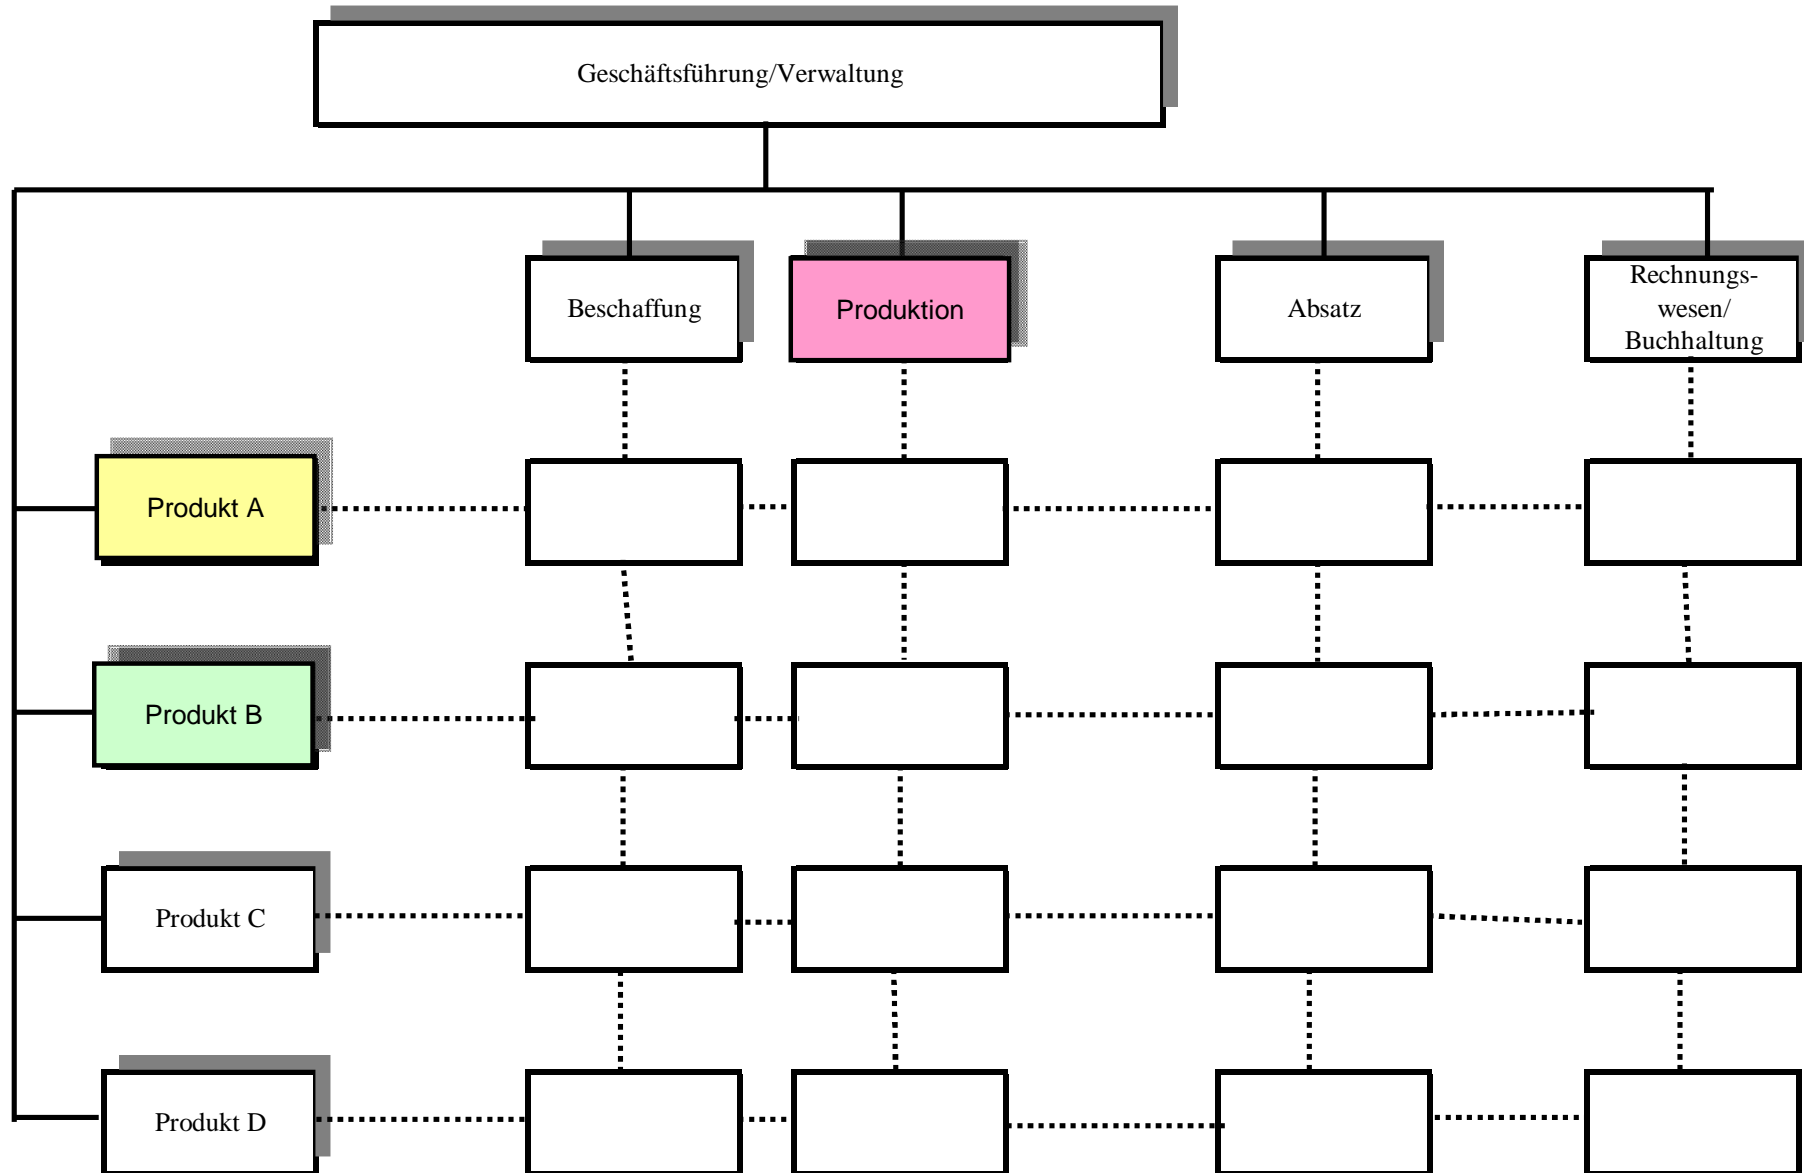 Geschäftsführung/Verwaltung
Beschaffung
Produktion
Absatz
Rechnungs-
wesen/
Buchhaltung
Produkt A
Produkt B
Produkt C
Produkt D